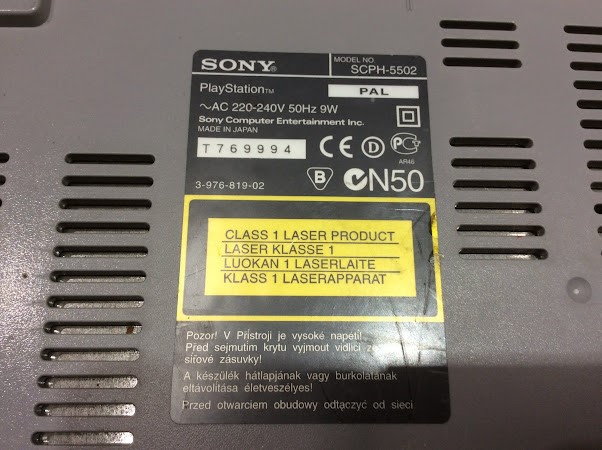 SONY®
MODEL NO
SCPH-5502
PlayStation™
PAL
~AC 220-240V 50Hz 9W
Sony Computer Entertainment Inc.
MADE IN JAPAN
T769994
CE D PC
AR46
3-976-819-02
B N50
CLASS 1 LASER PRODUCT
LASER KLASSE 1
LUOKAN 1 LASERLAITE
KLASS 1 LASERAPPARAT
Pozor! V Přístroji je vysoké napětí!
Před sejmutím krytu vyjmout vidlici ze
síťové zásuvky!
A készülék hátlapjának vagy burkolatának
eltávolítása életveszélyes!
Przed otwarciem obudowy odłączyć od sieci